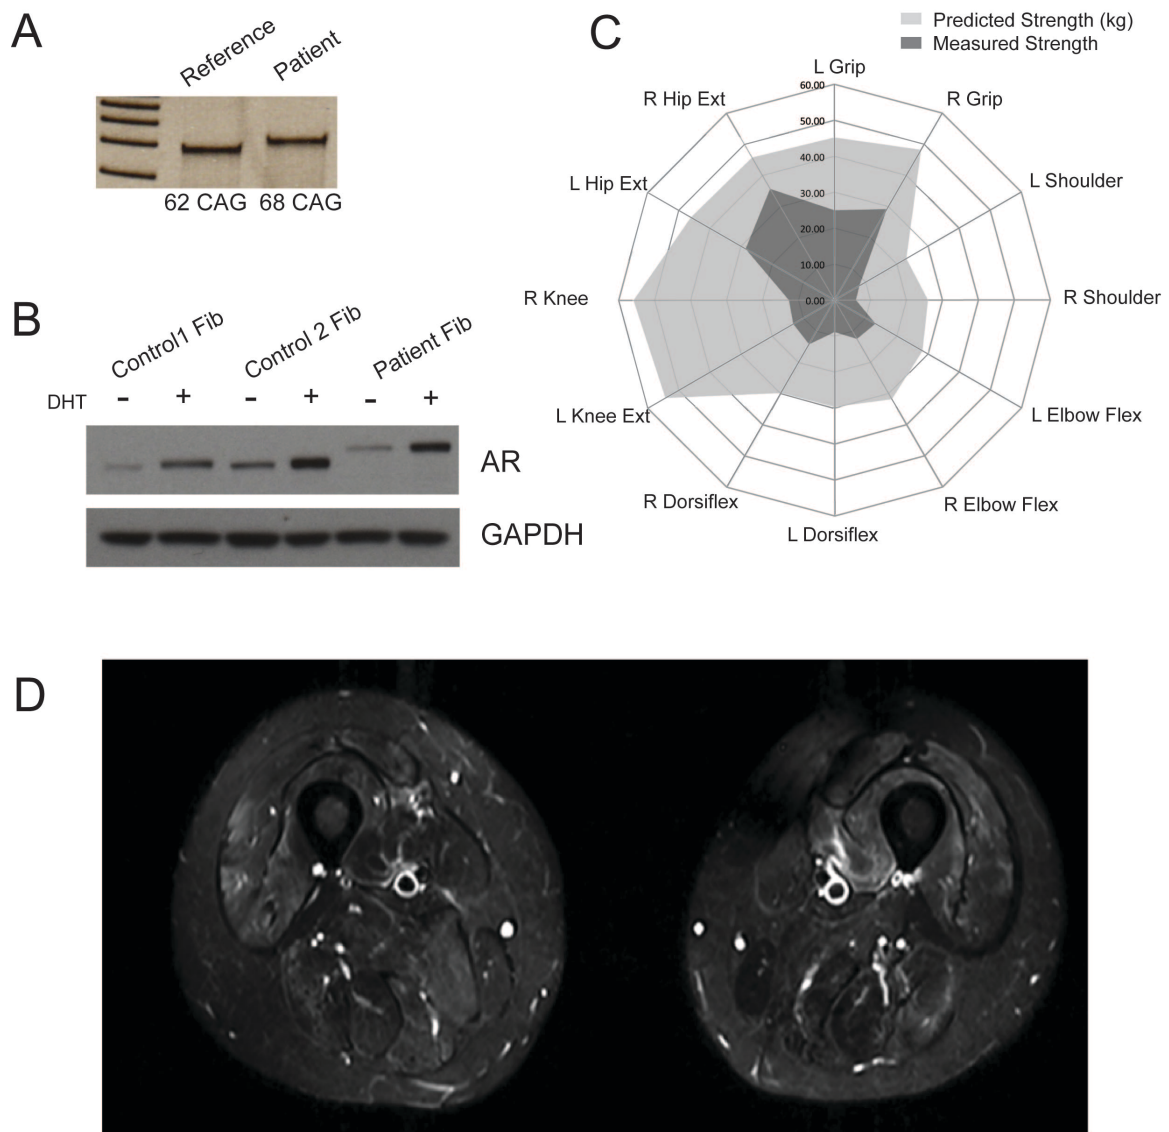 A
Reference
Patient
62 CAG
68 CAG
B
Control1 Fib
Control 2 Fib
Patient Fib
DHT
- + - + - +
AR
GAPDH
C
Predicted Strength (kg)
Measured Strength
L Grip
R Grip
L Shoulder
R Shoulder
L Elbow Flex
R Elbow Flex
L Dorsiflex
R Dorsiflex
L Knee Ext
R Knee
L Hip Ext
R Hip Ext
60.00
50.00
40.00
30.00
20.00
10.00
0.00
D